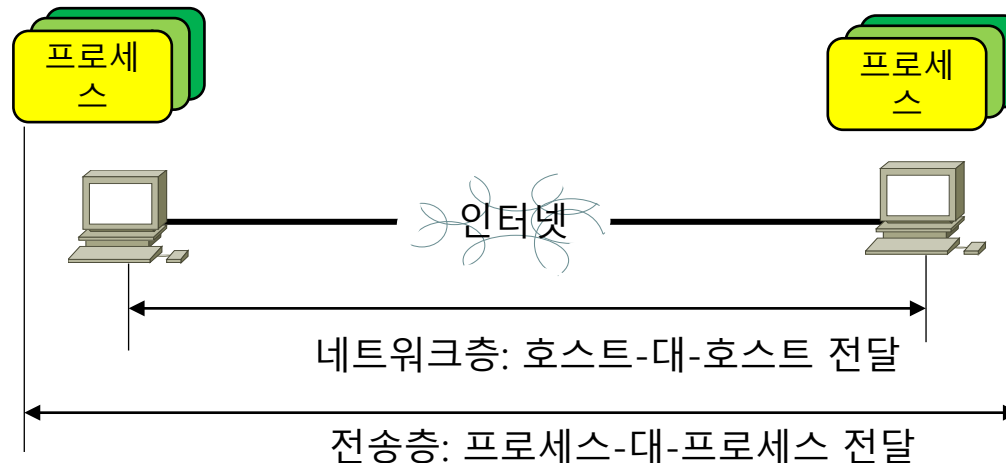 프로세
스
프로세
스
인터넷
네트워크층: 호스트-대-호스트 전달
전송층: 프로세스-대-프로세스 전달